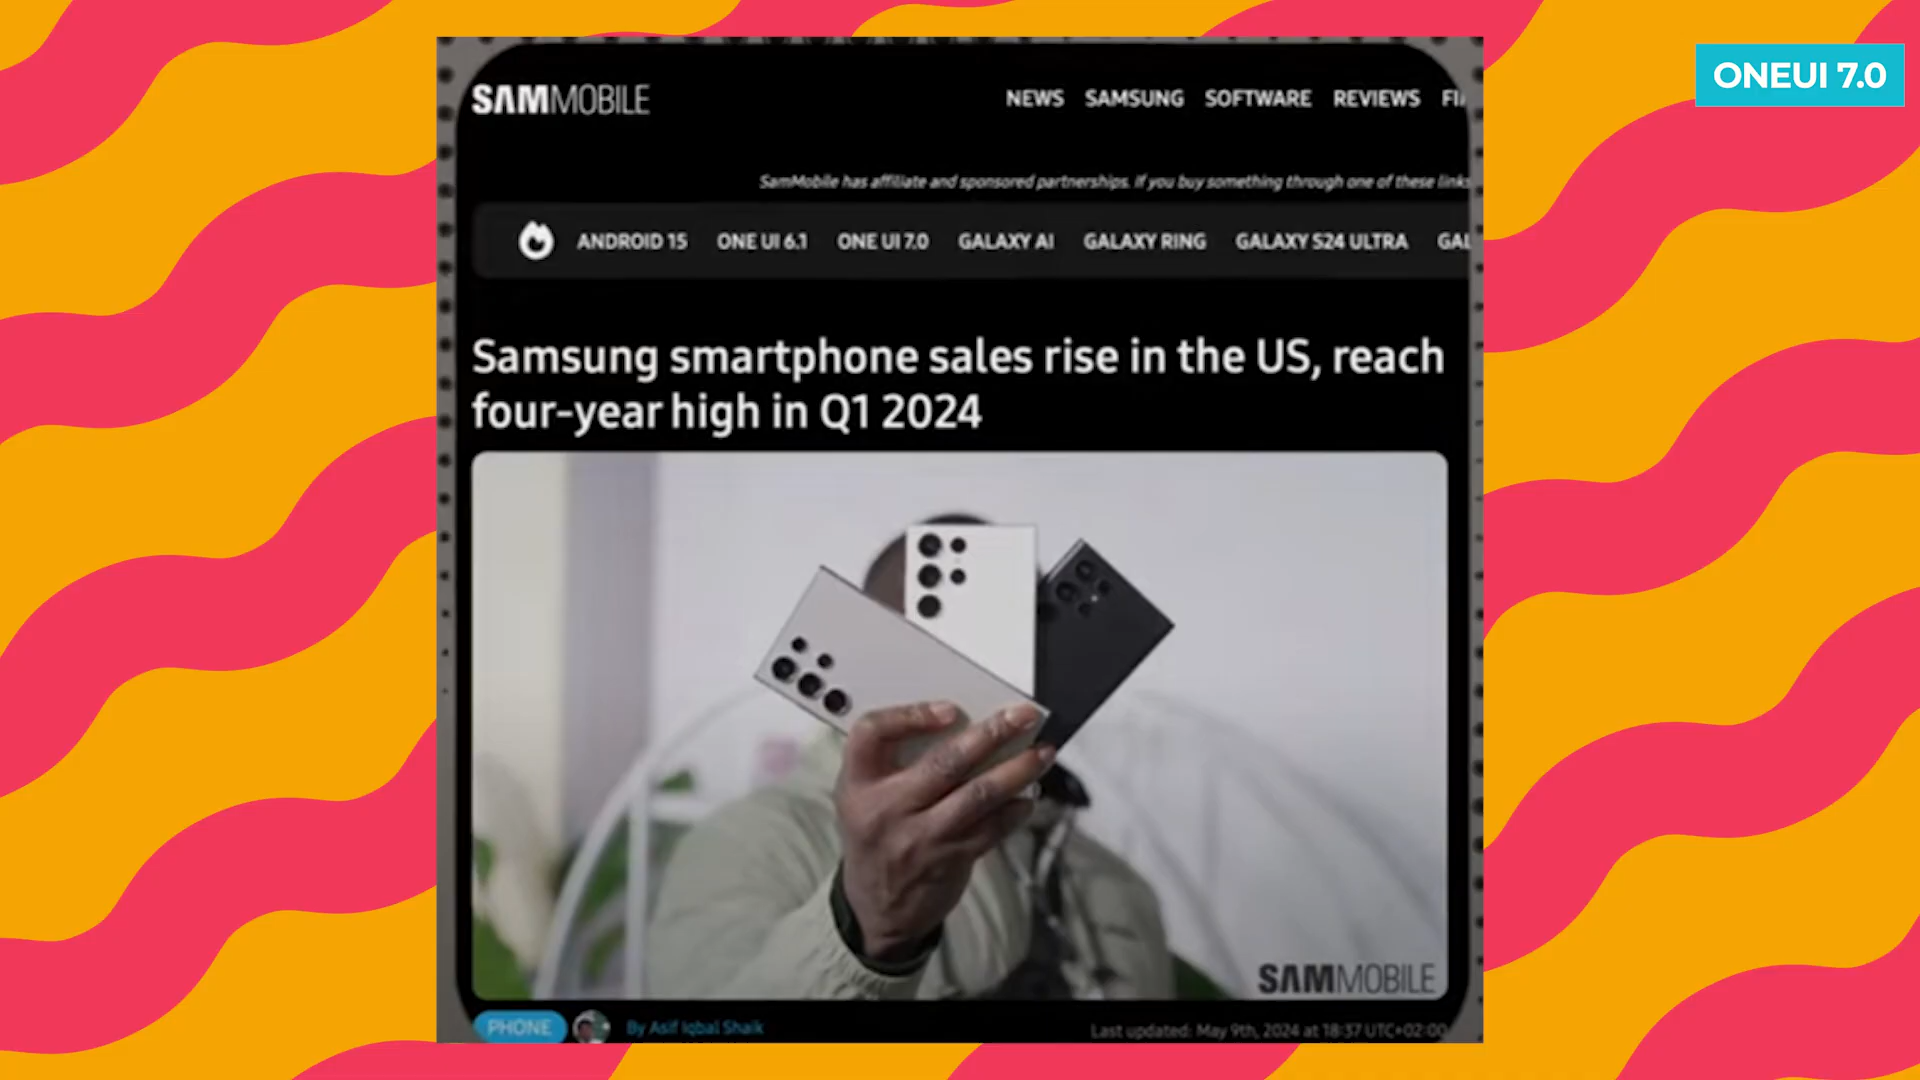 ONEUI 7.0
SAMMOBILE
NEWS SAMSUNG SOFTWARE REVIEWS
SamMobile has affiliate and sponsored partnerships. If you buy something through one of these links
ANDROID 15 ONE UI 6.1 ONE UI 7.0 GALAXY AI GALAXY RING GALAXY S24 ULTRA
Samsung smartphone sales rise in the US, reach
four-year high in Q1 2024
SAMMOBILE
PHONE By Asif Iqbal Shaik Last updated: May 9th, 2024 at 18:37 UTC+02:00